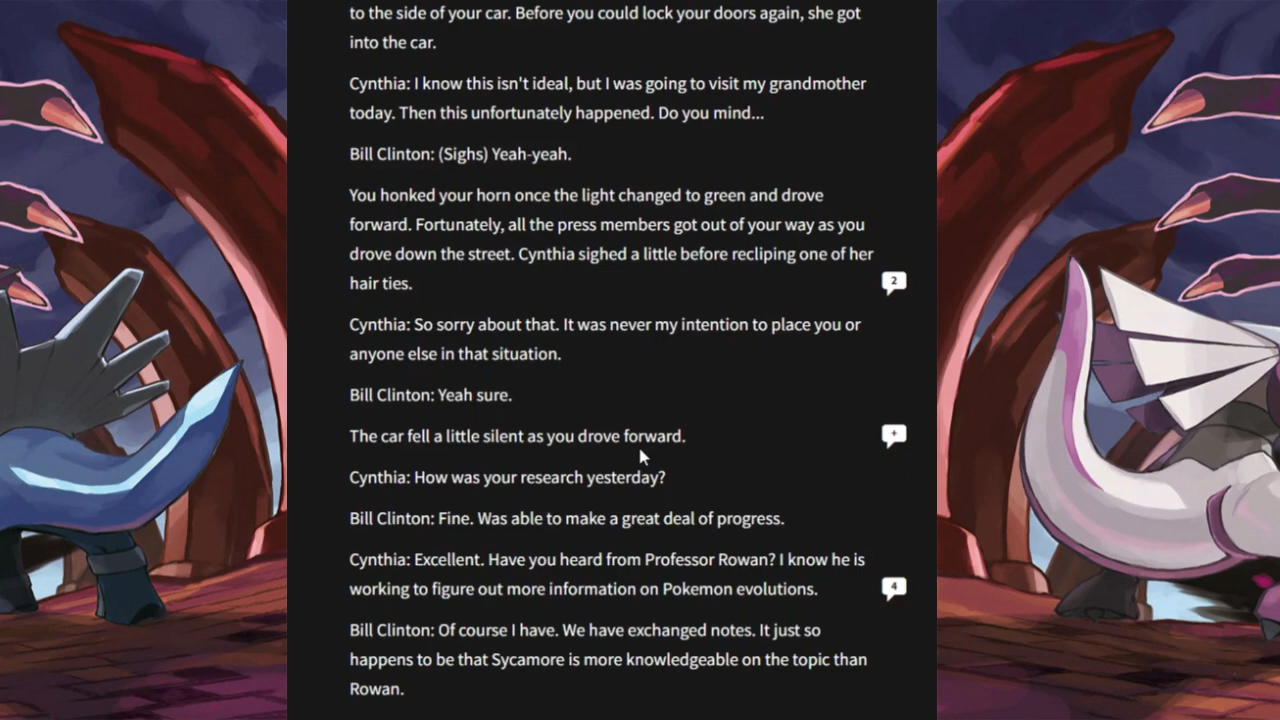 to the side of your car. Before you could lock your doors again, she got
into the car.
Cynthia: I know this isn't ideal, but I was going to visit my grandmother
today. Then this unfortunately happened. Do you mind...
Bill Clinton: (Sighs) Yeah-yeah.
You honked your horn once the light changed to green and drove
forward. Fortunately, all the press members got out of your way as you
drove down the street. Cynthia sighed a little before recliping one of her
hair ties.
2
Cynthia: So sorry about that. It was never my intention to place you or
anyone else in that situation.
Bill Clinton: Yeah sure.
The car fell a little silent as you drove forward.
+
Cynthia: How was your research yesterday?
Bill Clinton: Fine. Was able to make a great deal of progress.
Cynthia: Excellent. Have you heard from Professor Rowan? I know he is
working to figure out more information on Pokemon evolutions.
4
Bill Clinton: Of course I have. We have exchanged notes. It just so
happens to be that Sycamore is more knowledgeable on the topic than
Rowan.